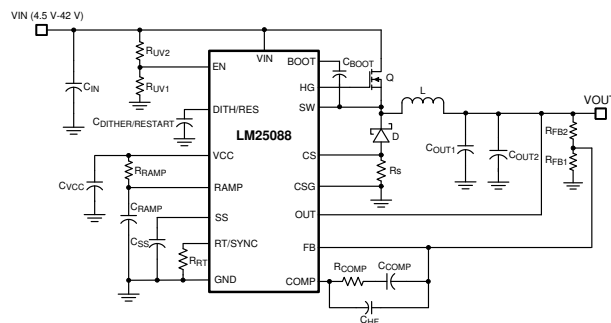 VIN (4.5 V-42 V)
VIN
BOOT
CBOOT
Q
RUV2
EN
HG
CIN
RUV1
SW
L
VOUT
DITH/RES
CDITHER/RESTART
LM25088
D
COUT1
COUT2
RFB2
RFB1
VCC
CS
RRAMP
RS
CVCC
RAMP
CSG
CRAMP
SS
OUT
CSS
RT/SYNC
FB
RRT
RCOMP
CCOMP
GND
COMP
CHF